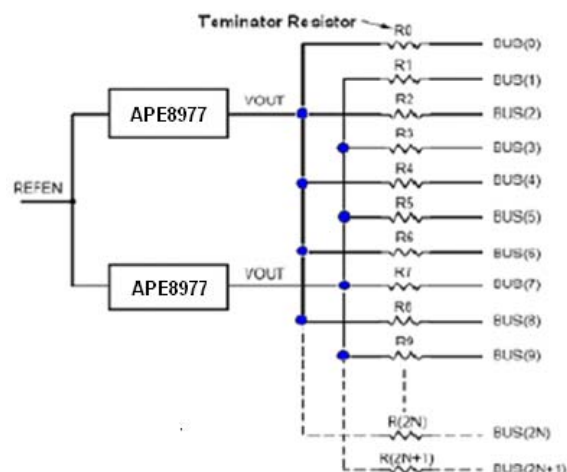 Teminator Resistor
R0
BUS(0)
R1
BUS(1)
APE8977
VOUT
R2
BUS(2)
R3
BUS(3)
REFEN
R4
BUS(4)
R5
BUS(5)
R6
BUS(6)
APE8977
VOUT
R7
BUS(7)
R8
BUS(8)
R9
BUS(9)
R(2N)
BUS(2N)
R(2N+1)
BUS(2N+1)